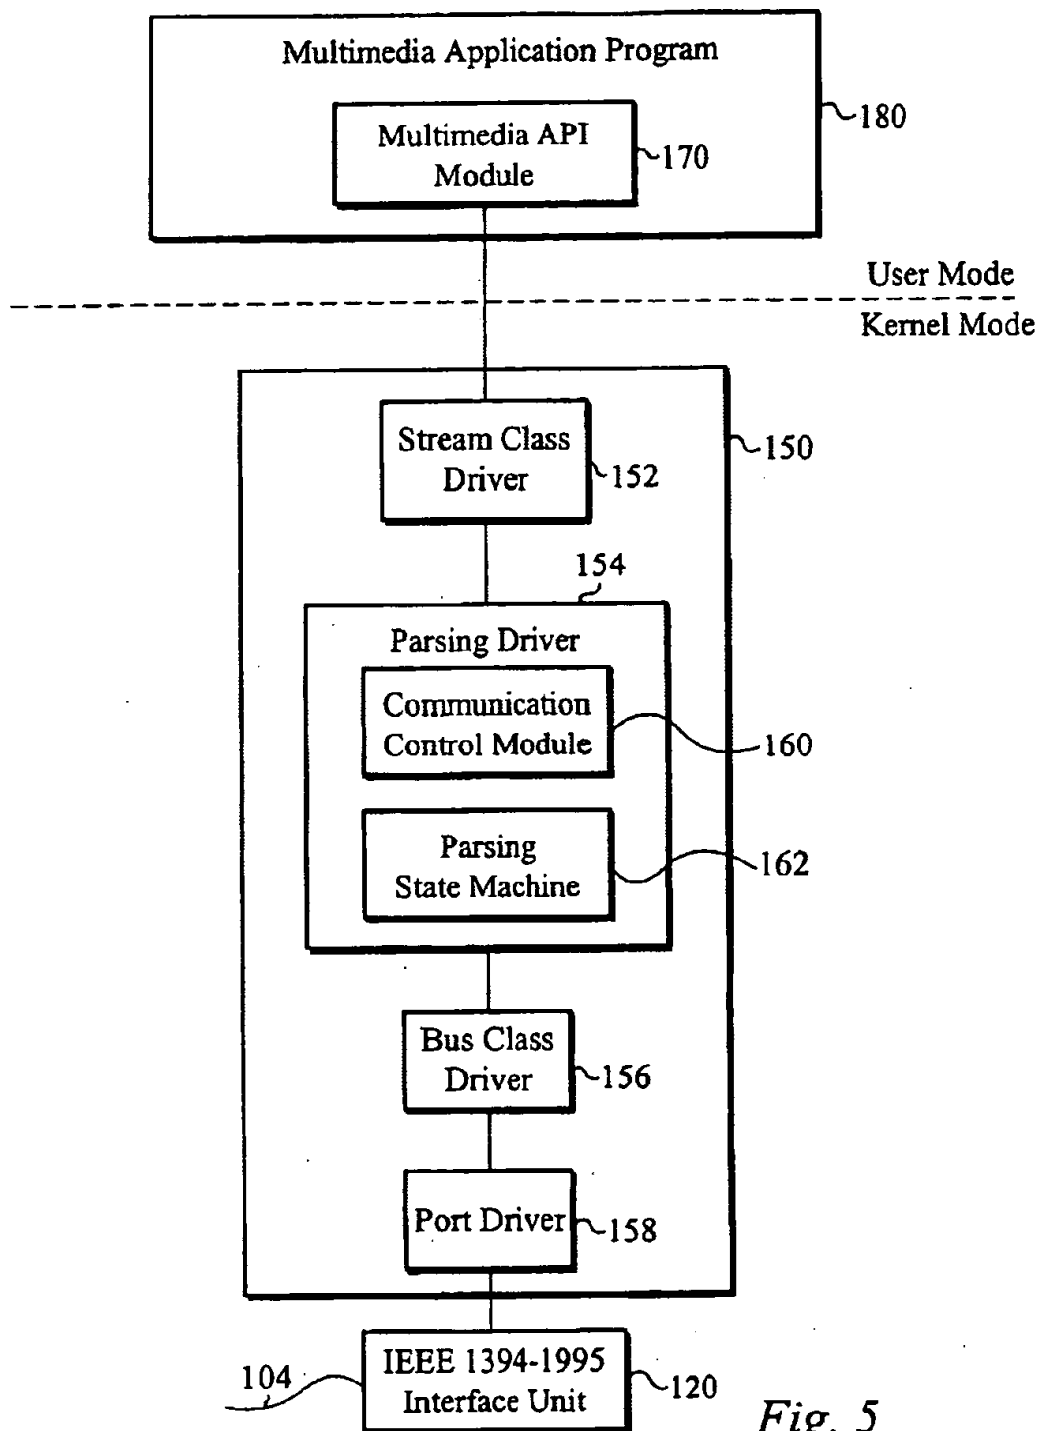 Multimedia Application Program
180
Multimedia API
Module
170
User Mode
Kernel Mode
150
Stream Class
Driver
152
154
Parsing Driver
Communication
Control Module
160
Parsing
State Machine
162
Bus Class
Driver
156
Port Driver
158
IEEE 1394-1995
Interface Unit
104
120
Fig. 5